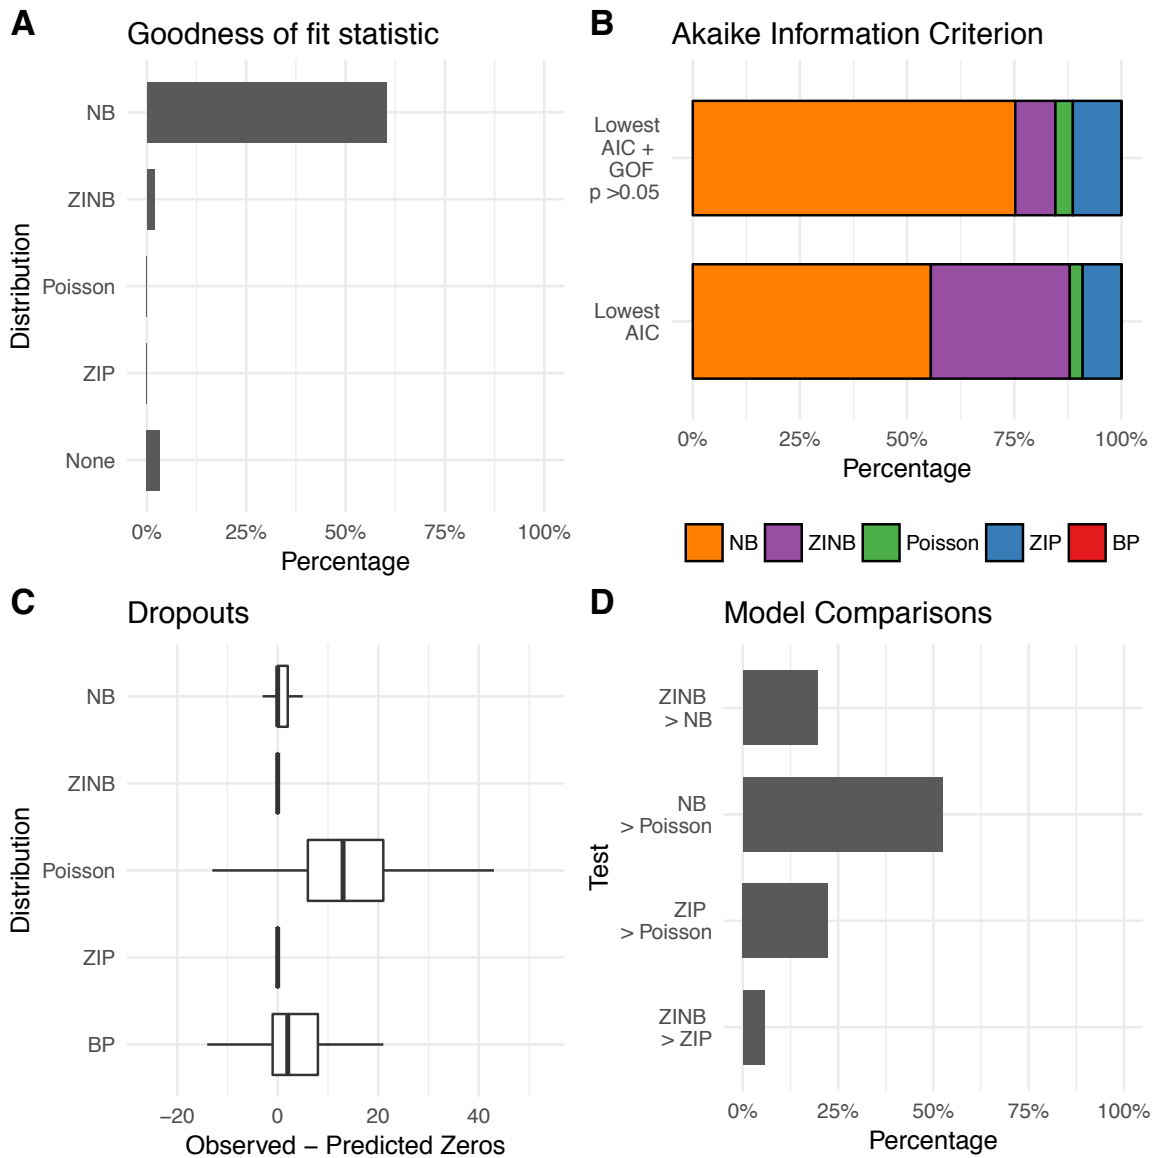 A
Goodness of fit statistic
Distribution
NB
ZINB
Poisson
ZIP
None
0% 25% 50% 75% 100%
Percentage
B
Akaike Information Criterion
Lowest
AIC +
GOF
p >0.05
Lowest
AIC
0% 25% 50% 75% 100%
Percentage
NB ZINB Poisson ZIP BP
C
Dropouts
Distribution
NB
ZINB
Poisson
ZIP
BP
−20 0 20 40
Observed − Predicted Zeros
D
Model Comparisons
Test
ZINB
> NB
NB
> Poisson
ZIP
> Poisson
ZINB
> ZIP
0% 25% 50% 75% 100%
Percentage